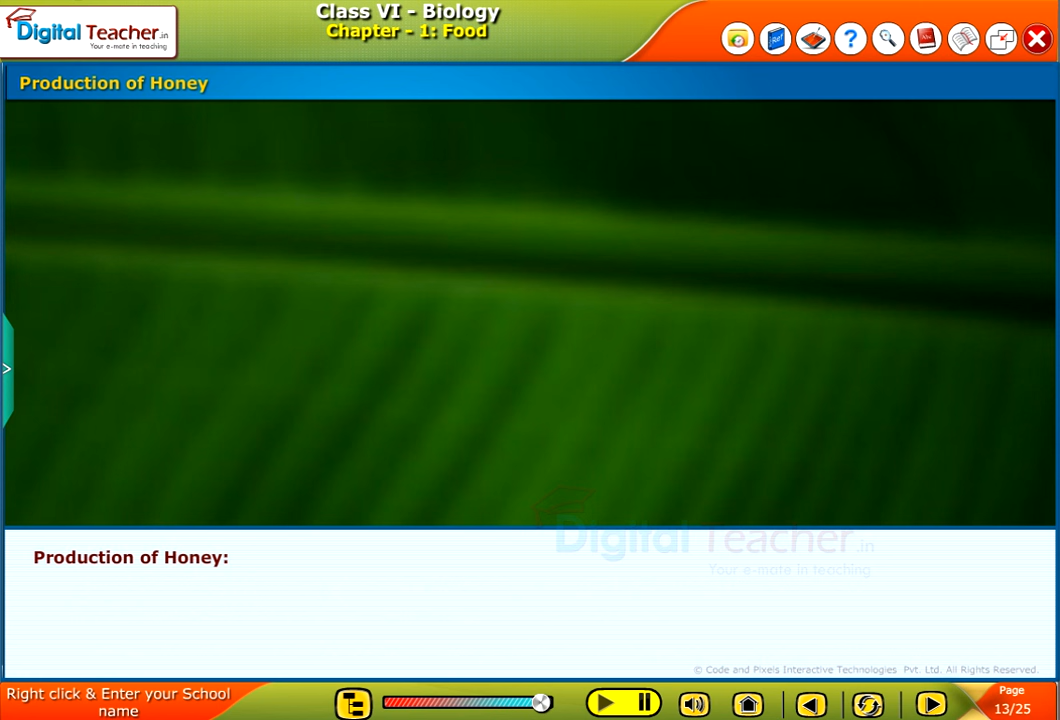 Digital Teacher.in
Your e-mate in teaching
Class VI - Biology
Chapter - 1: Food
?
Production of Honey
>
Production of Honey:
Digital Teacher.in
Your e-mate in teaching
© Code and Pixels Interactive Technologies Pvt. Ltd. All Rights Reserved.
Right click & Enter your School
name
Page
13/25